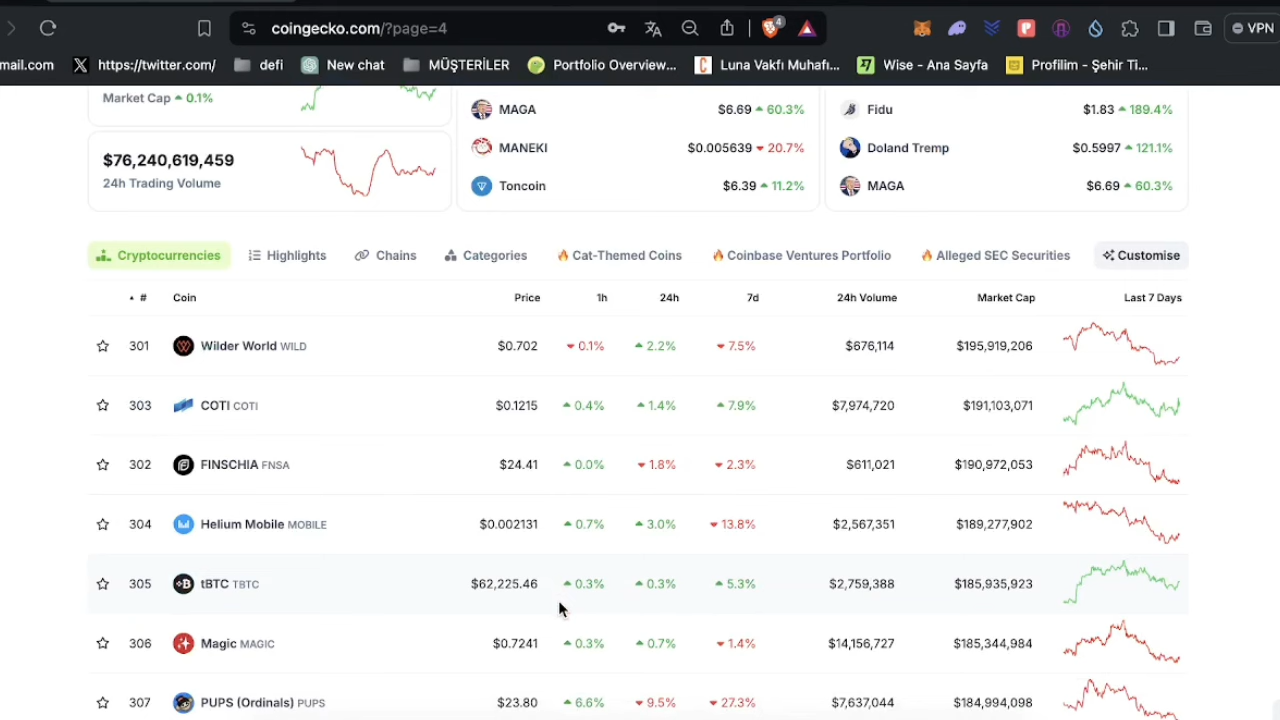 coingecko.com/?page=4
4
VPN
mail.com
https://twitter.com/
defi
New chat
MÜŞTERİLER
Portfolio Overview...
Luna Vakfı Muhafı...
Wise - Ana Sayfa
Profilim - Şehir Ti...
Market Cap 0.1%
$76,240,619,459
24h Trading Volume
MAGA $6.69 60.3%
MANEKI $0.005639 20.7%
Toncoin $6.39 11.2%
Fidu $1.83 189.4%
Doland Tremp $0.5997 121.1%
MAGA $6.69 60.3%
Cryptocurrencies Highlights Chains Categories Cat-Themed Coins Coinbase Ventures Portfolio Alleged SEC Securities Customise
# Coin Price 1h 24h 7d 24h Volume Market Cap Last 7 Days
301 Wilder World WILD $0.702 0.1% 2.2% 7.5% $676,114 $195,919,206
303 COTI COTI $0.1215 0.4% 1.4% 7.9% $7,974,720 $191,103,071
302 FINSCHIA FNSA $24.41 0.0% 1.8% 2.3% $611,021 $190,972,053
304 Helium Mobile MOBILE $0.002131 0.7% 3.0% 13.8% $2,567,351 $189,277,902
305 tBTC TBTC $62,225.46 0.3% 0.3% 5.3% $2,759,388 $185,935,923
306 Magic MAGIC $0.7241 0.3% 0.7% 1.4% $14,156,727 $185,344,984
307 PUPS (Ordinals) PUPS $23.80 6.6% 9.5% 27.3% $7,637,044 $184,994,098